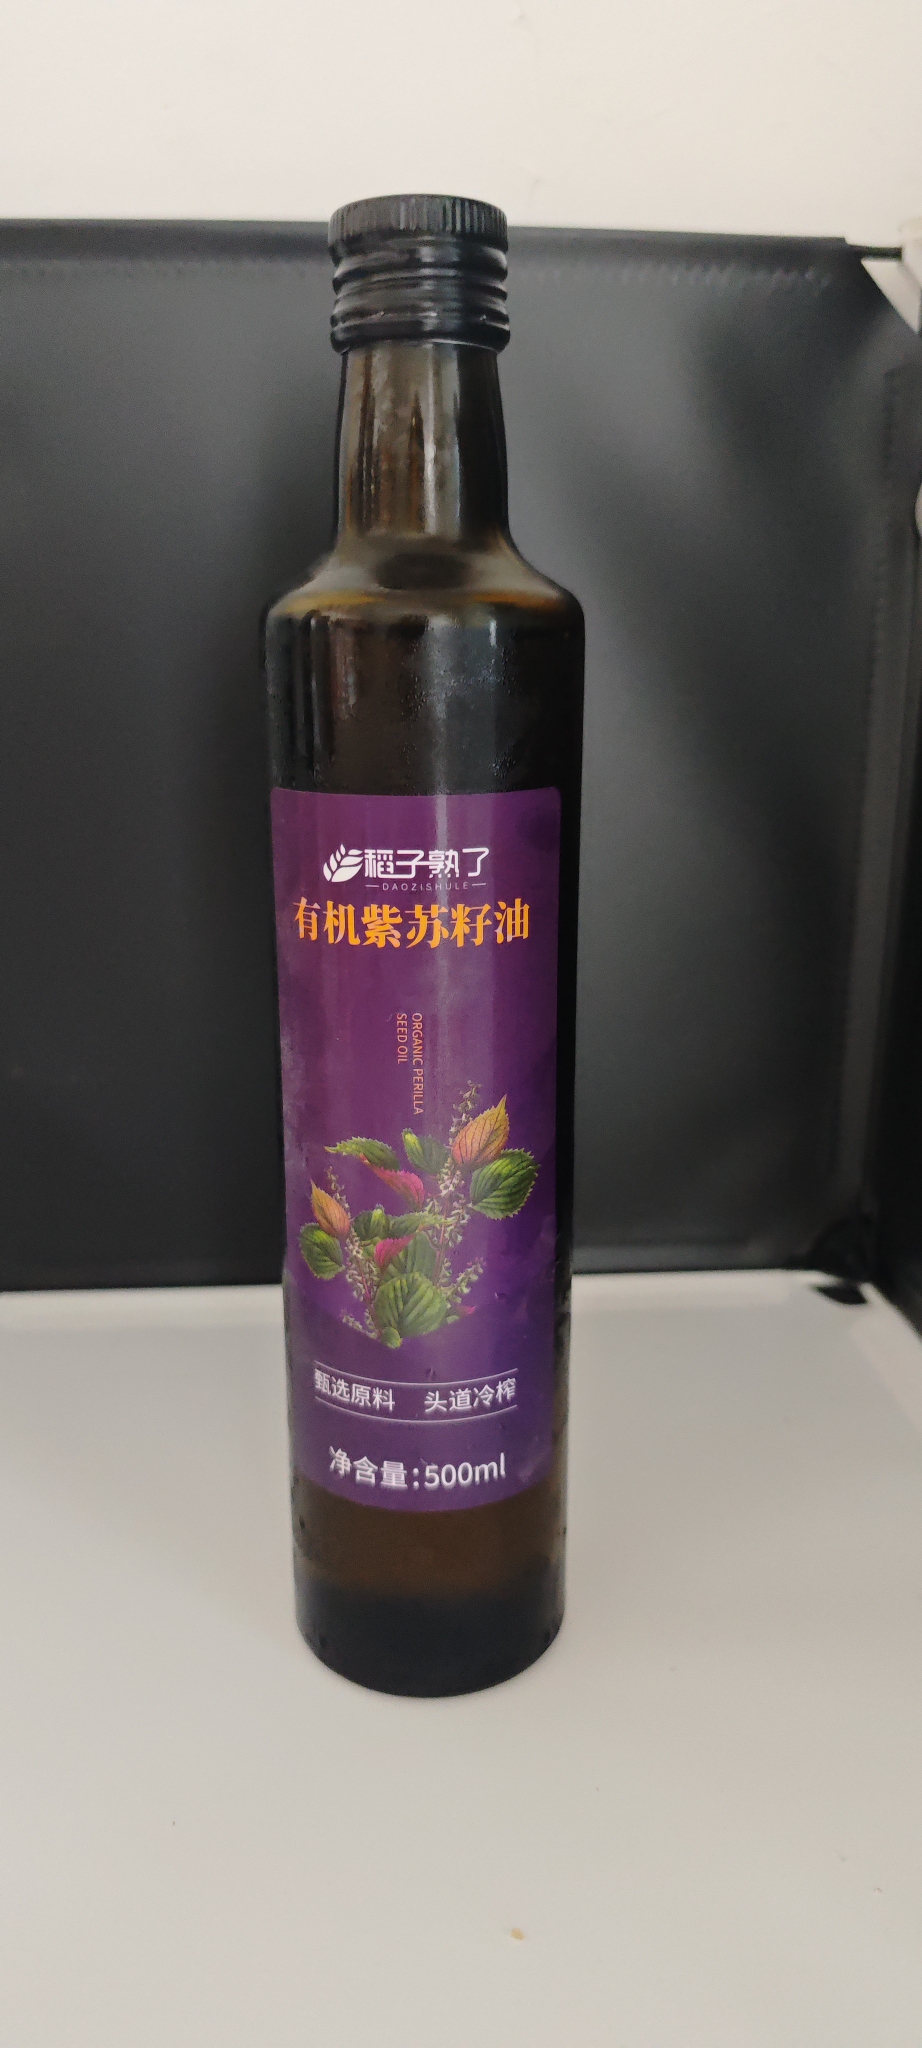 稻子熟了
DAOZISHULE
有机紫苏籽油
ORGANIC PERILLA
SEED OIL
甄选原料 头道冷榨
净含量:500ml